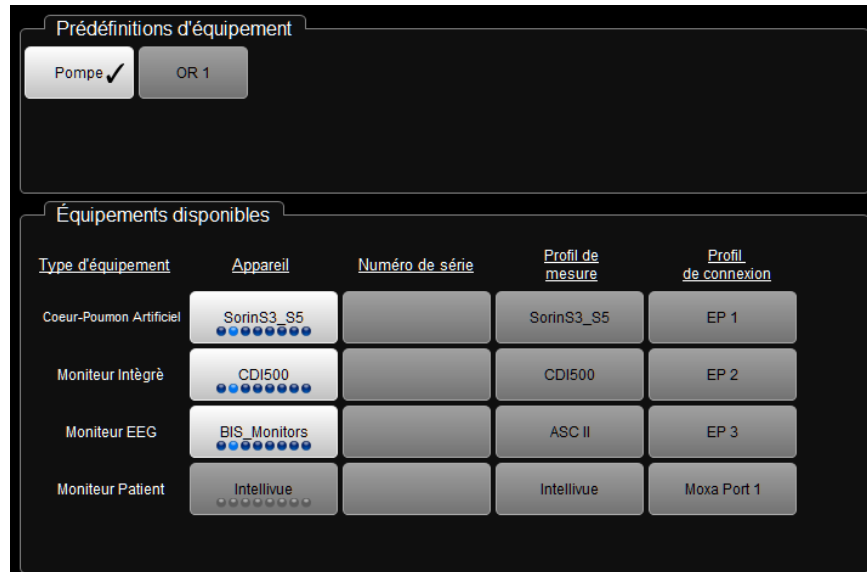 Prédéfinitions d'équipement
Pompe OR 1
Équipements disponibles
Type d'équipement Appareil Numéro de série Profil de mesure Profil de connexion
Coeur-Poumon Artificiel SorinS3_S5 SorinS3_S5 EP 1
Moniteur Intègrè CDI500 CDI500 EP 2
Moniteur EEG BIS_Monitors ASC II EP 3
Moniteur Patient Intellivue Intellivue Moxa Port 1